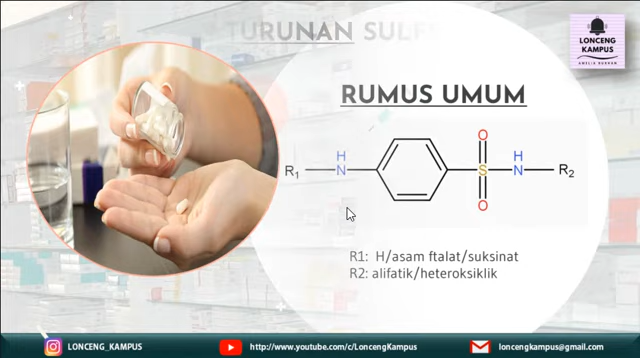 TURUNAN SULF
LONCENG
KAMPUS
RUMUS UMUM
R1
H
N
O
S
O
H
N
R2
R1: H/asam ftalat/suksinat
R2: alifatik/heteroksiklik
LONCENG_KAMPUS
http://www.youtube.com/c/LoncengKampus
loncengkampus@gmail.com